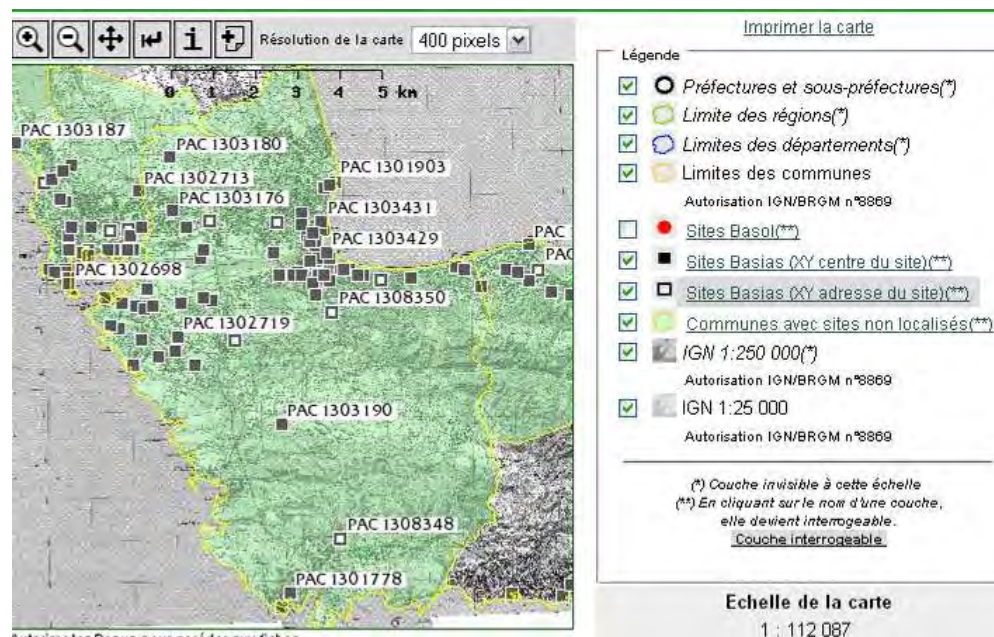 Résolution de la carte 400 pixels
0 1 2 3 4 5 km
PAC 1303187
PAC 1303180
PAC 1301903
PAC 1302713
PAC 1303176
PAC 1303431
PAC 1303429
PAC 1
PAC
PAC 1302698
PAC 1308350
PAC 1302719
PAC 1303190
PAC 1308348
PAC 1301778
Imprimer la carte
Légende
Préfectures et sous-préfectures(*)
Limite des régions(*)
Limites des départements(*)
Limites des communes
Autorisation IGN/BRGM n°8869
Sites Basol(**)
Sites Basias (XY centre du site)(**)
Sites Basias (XY adresse du site)(**)
Communes avec sites non localisés(**)
IGN 1:250 000(*)
Autorisation IGN/BRGM n°8869
IGN 1:25 000
Autorisation IGN/BRGM n°8869
(*) Couche invisible à cette échelle
(**) En cliquant sur le nom d'une couche,
elle devient interrogeable.
Couche interrogeable
Echelle de la carte
1 : 112 087